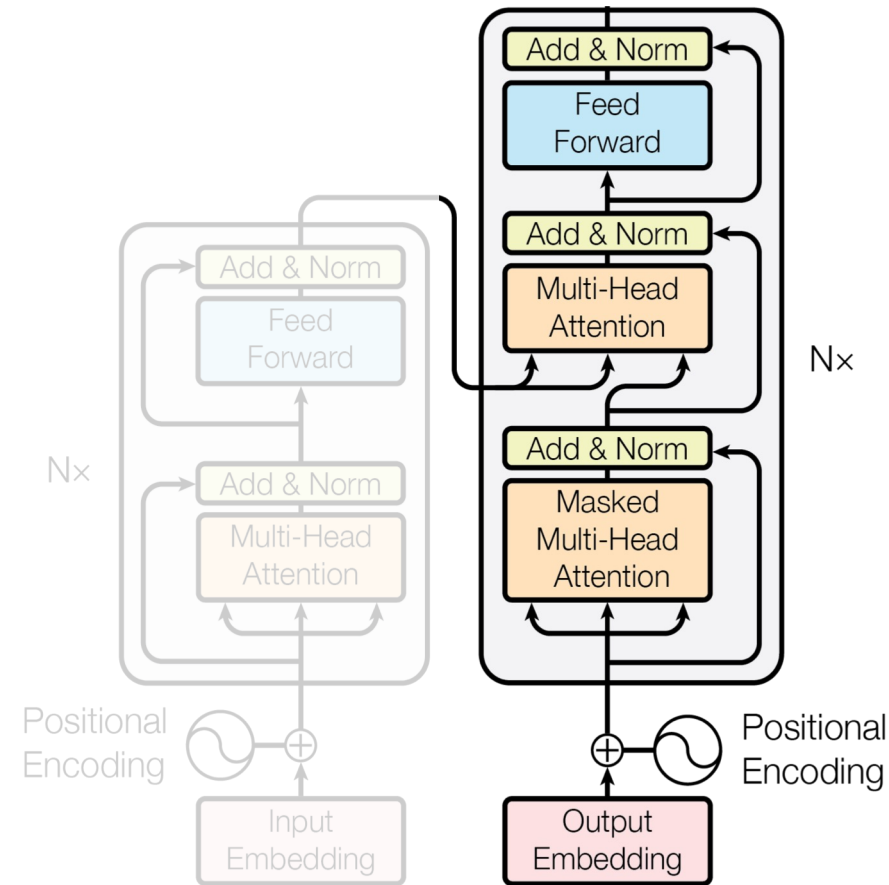 Add & Norm
Feed
Forward
Add & Norm
Multi-Head
Attention
Nx
Add & Norm
Masked
Multi-Head
Attention
Positional
Encoding
Output
Embedding
Add & Norm
Feed
Forward
Nx
Add & Norm
Multi-Head
Attention
Positional
Encoding
Input
Embedding